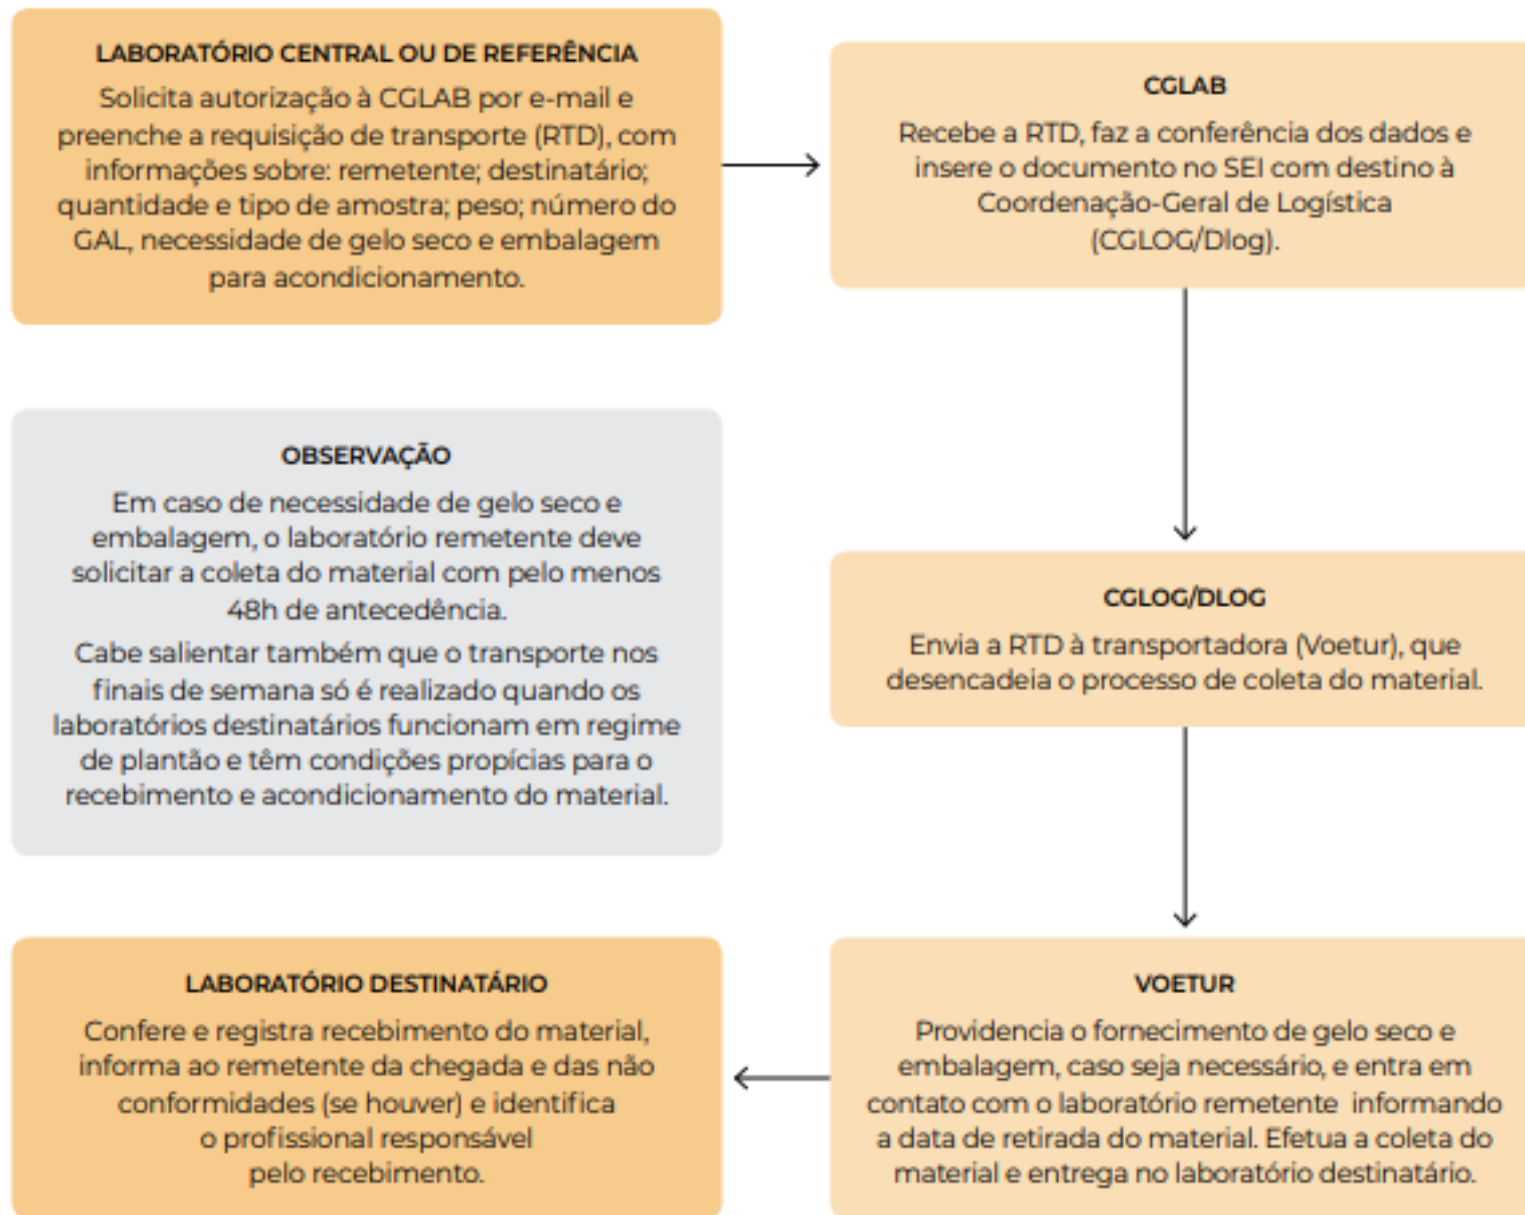 LABORATÓRIO CENTRAL OU DE REFERÊNCIA
Solicita autorização à CGLAB por e-mail e
preenche a requisição de transporte (RTD), com
informações sobre: remetente; destinatário;
quantidade e tipo de amostra; peso; número do
GAL, necessidade de gelo seco e embalagem
para acondicionamento.
CGLAB
Recebe a RTD, faz a conferência dos dados e
insere o documento no SEI com destino à
Coordenação-Geral de Logística
(CGLOG/Dlog).
OBSERVAÇÃO
Em caso de necessidade de gelo seco e
embalagem, o laboratório remetente deve
solicitar a coleta do material com pelo menos
48h de antecedência.
Cabe salientar também que o transporte nos
finais de semana só é realizado quando os
laboratórios destinatários funcionam em regime
de plantão e têm condições propícias para o
recebimento e acondicionamento do material.
CGLOG/DLOG
Envia a RTD à transportadora (Voetur), que
desencadeia o processo de coleta do material.
VOETUR
Providencia o fornecimento de gelo seco e
embalagem, caso seja necessário, e entra em
contato com o laboratório remetente informando
a data de retirada do material. Efetua a coleta do
material e entrega no laboratório destinatário.
LABORATÓRIO DESTINATÁRIO
Confere e registra recebimento do material,
informa ao remetente da chegada e das não
conformidades (se houver) e identifica
o profissional responsável
pelo recebimento.